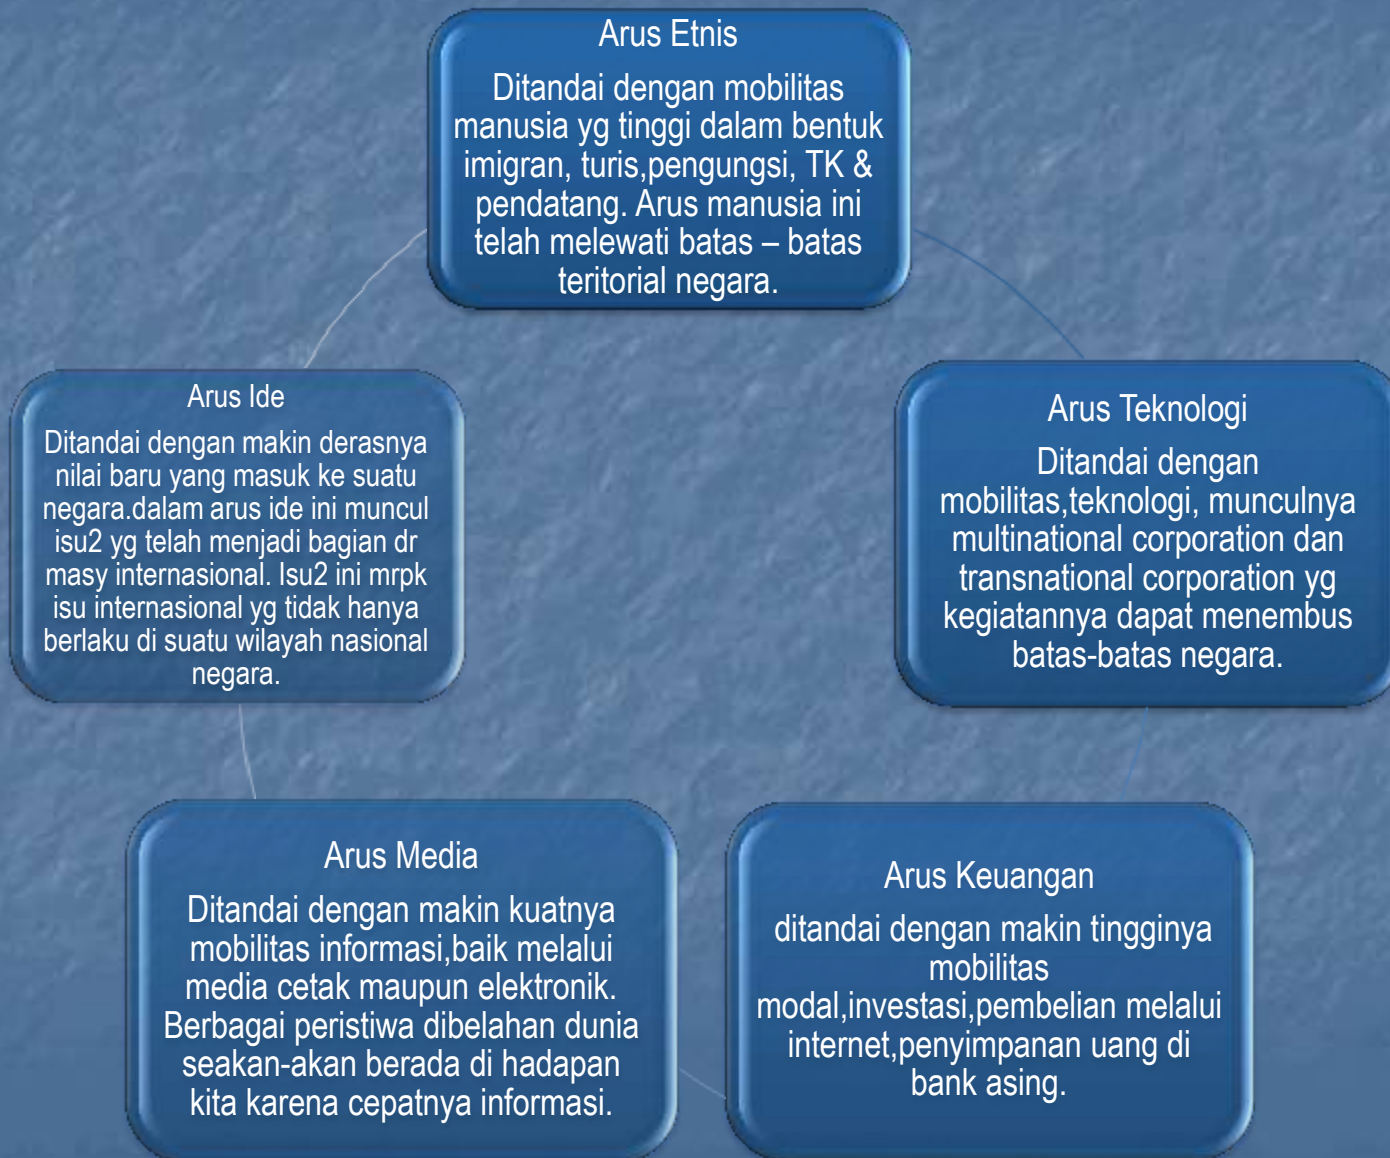 Arus Etnis
Ditandai dengan mobilitas
manusia yg tinggi dalam bentuk
imigran, turis,pengungsi, TK &
pendatang. Arus manusia ini
telah melewati batas – batas
teritorial negara.
Arus Teknologi
Ditandai dengan
mobilitas,teknologi, munculnya
multinational corporation dan
transnational corporation yg
kegiatannya dapat menembus
batas-batas negara.
Arus Keuangan
ditandai dengan makin tingginya
mobilitas
modal,investasi,pembelian melalui
internet,penyimpanan uang di
bank asing.
Arus Media
Ditandai dengan makin kuatnya
mobilitas informasi,baik melalui
media cetak maupun elektronik.
Berbagai peristiwa dibelahan dunia
seakan-akan berada di hadapan
kita karena cepatnya informasi.
Arus Ide
Ditandai dengan makin derasnya
nilai baru yang masuk ke suatu
negara.dalam arus ide ini muncul
isu2 yg telah menjadi bagian dr
masy internasional. Isu2 ini mrpk
isu internasional yg tidak hanya
berlaku di suatu wilayah nasional
negara.